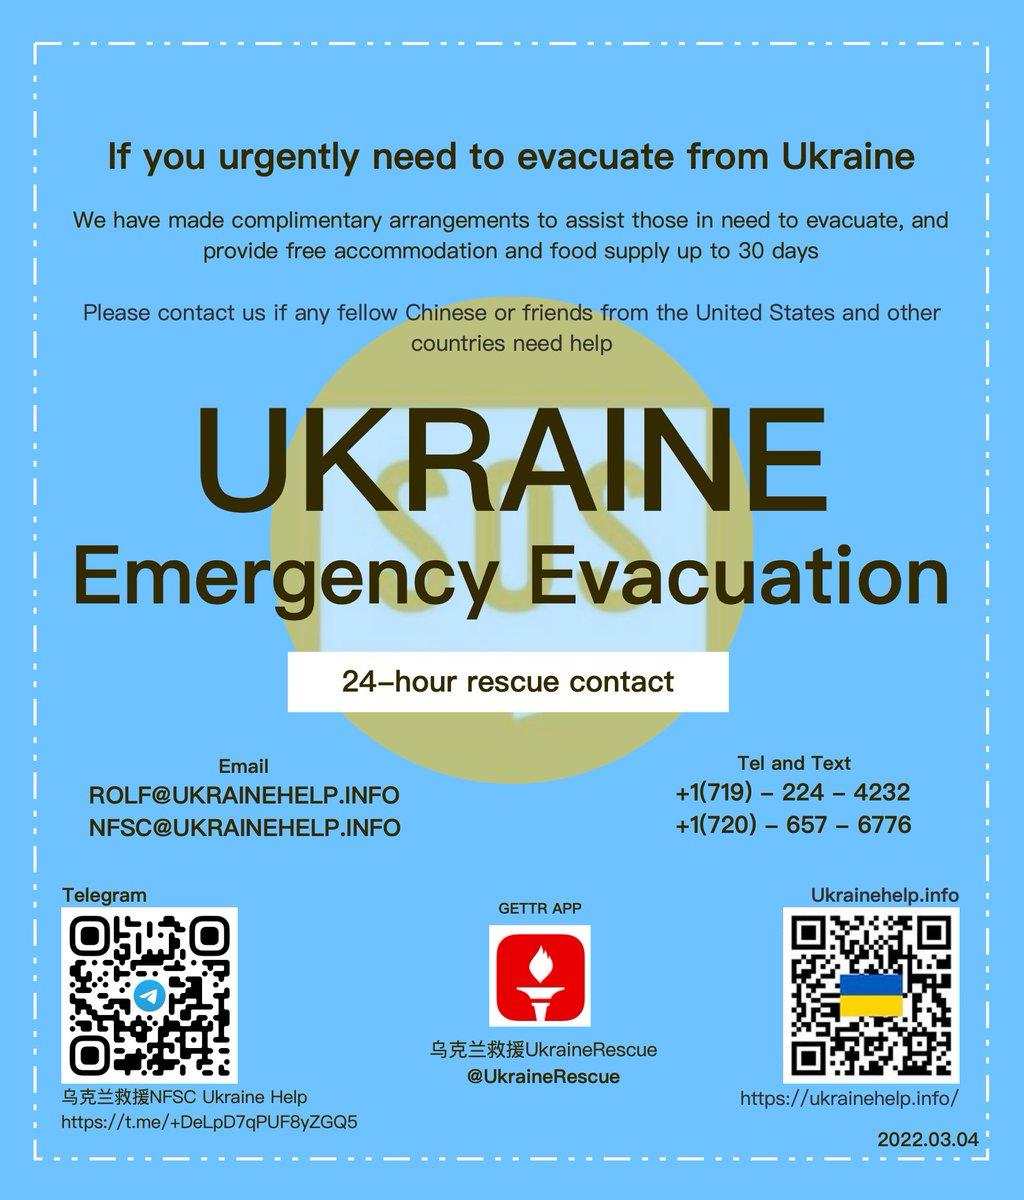 If you urgently need to evacuate from Ukraine
We have made complimentary arrangements to assist those in need to evacuate, and
provide free accommodation and food supply up to 30 days
Please contact us if any fellow Chinese or friends from the United States and other
countries need help
SOS
UKRAINE
Emergency Evacuation
24-hour rescue contact
Email
ROLF@UKRAINEHELP.INFO
NFSC@UKRAINEHELP.INFO
Tel and Text
+1(719) - 224 - 4232
+1(720) - 657 - 6776
Telegram
乌克兰救援NFSC Ukraine Help
https://t.me/+DeLpD7qPUF8yZGQ5
GETTR APP
乌克兰救援UkraineRescue
@UkraineRescue
Ukrainehelp.info
https://ukrainehelp.info/
2022.03.04